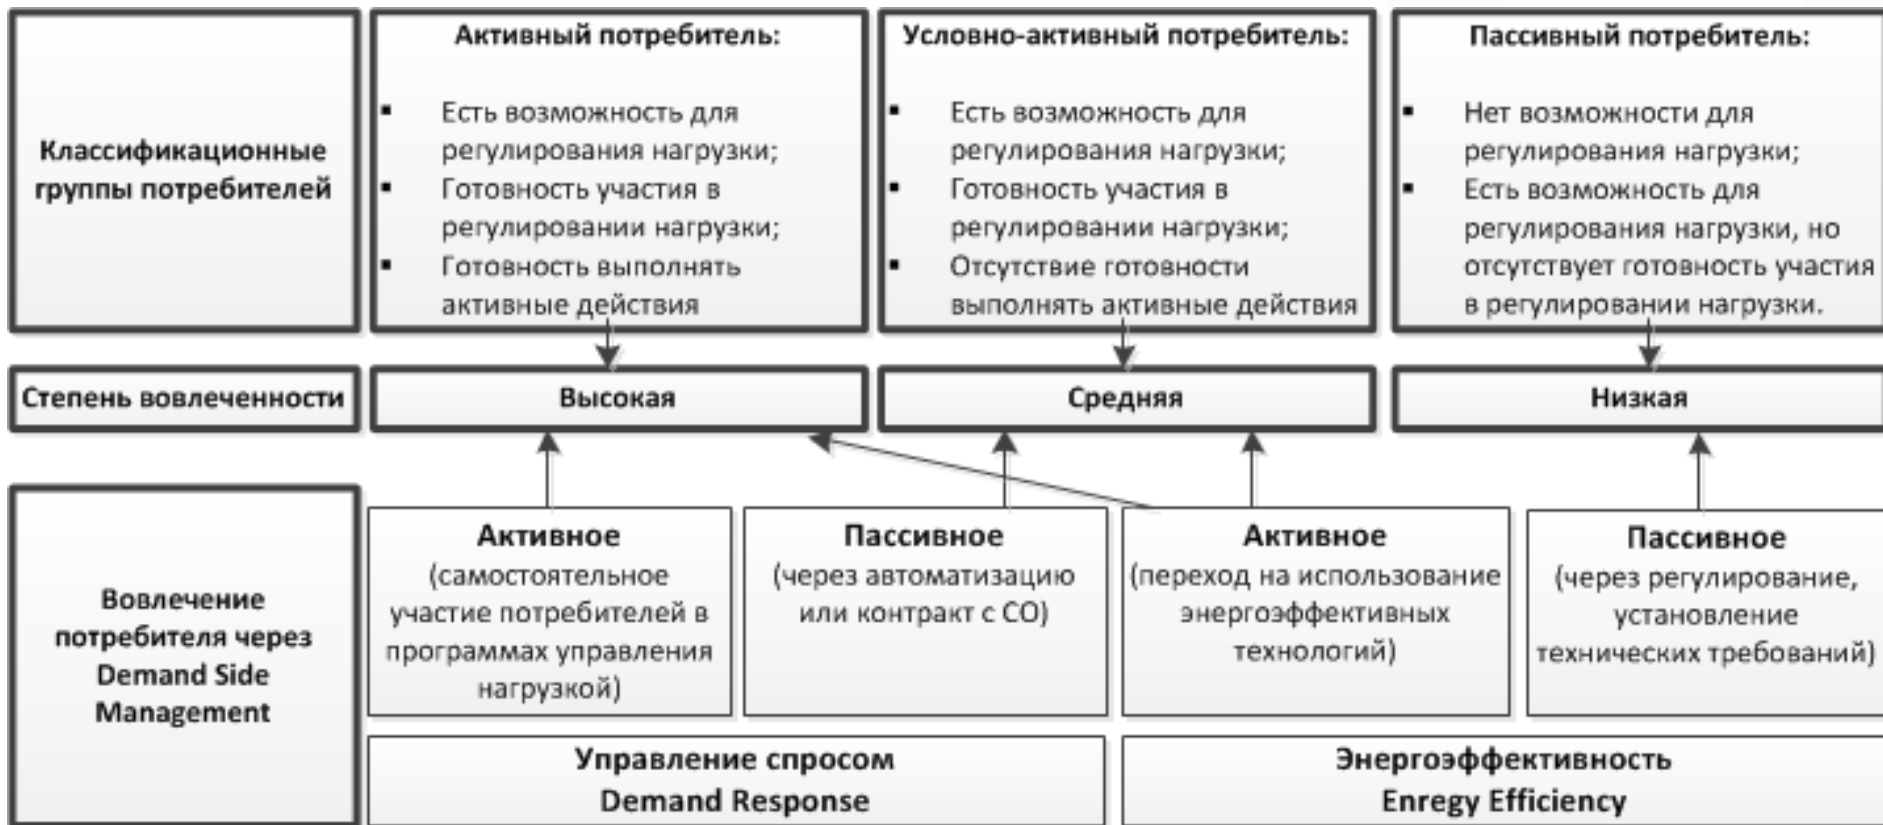 Классификационные
группы потребителей
Активный потребитель:
▪ Есть возможность для
регулирования нагрузки;
▪ Готовность участия в
регулировании нагрузки;
▪ Готовность выполнять
активные действия
Условно-активный потребитель:
▪ Есть возможность для
регулирования нагрузки;
▪ Готовность участия в
регулировании нагрузки;
▪ Отсутствие готовности
выполнять активные действия
Пассивный потребитель:
▪ Нет возможности для
регулирования нагрузки;
▪ Есть возможность для
регулирования нагрузки, но
отсутствует готовность участия
в регулировании нагрузки.
Степень вовлеченности
Высокая
Средняя
Низкая
Вовлечение
потребителя через
Demand Side
Management
Активное
(самостоятельное
участие потребителей в
программах управления
нагрузкой)
Пассивное
(через автоматизацию
или контракт с СО)
Активное
(переход на использование
энергоэффективных
технологий)
Пассивное
(через регулирование,
установление
технических требований)
Управление спросом
Demand Response
Энергоэффективность
Enregy Efficiency